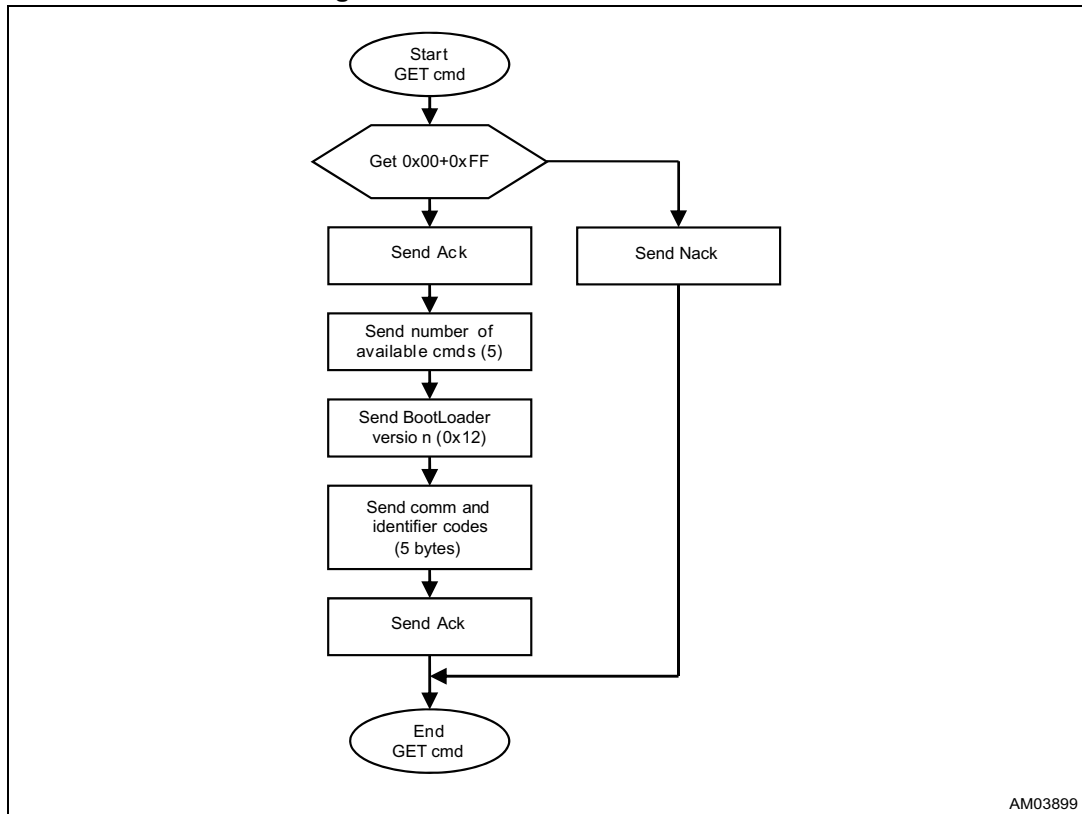 Start
GET cmd
Get 0x00+0xFF
Send Ack
Send Nack
Send number of
available cmds (5)
Send BootLoader
versio n (0x12)
Send comm and
identifier codes
(5 bytes)
Send Ack
End
GET cmd
AM03899